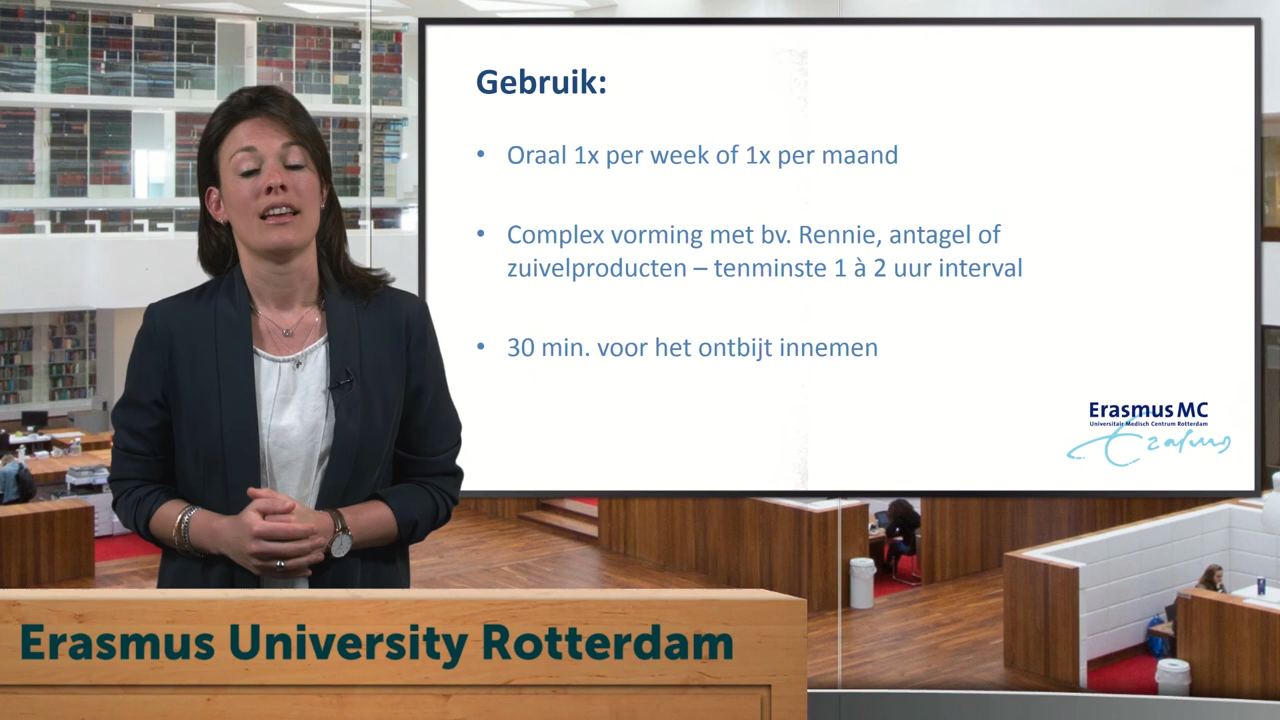 Gebruik:
• Oraal 1x per week of 1x per maand
• Complex vorming met bv. Rennie, antagel of
zuivelproducten – tenminste 1 à 2 uur interval
• 30 min. voor het ontbijt innemen
Erasmus MC
Universitair Medisch Centrum Rotterdam
Erasmus
Erasmus University Rotterdam